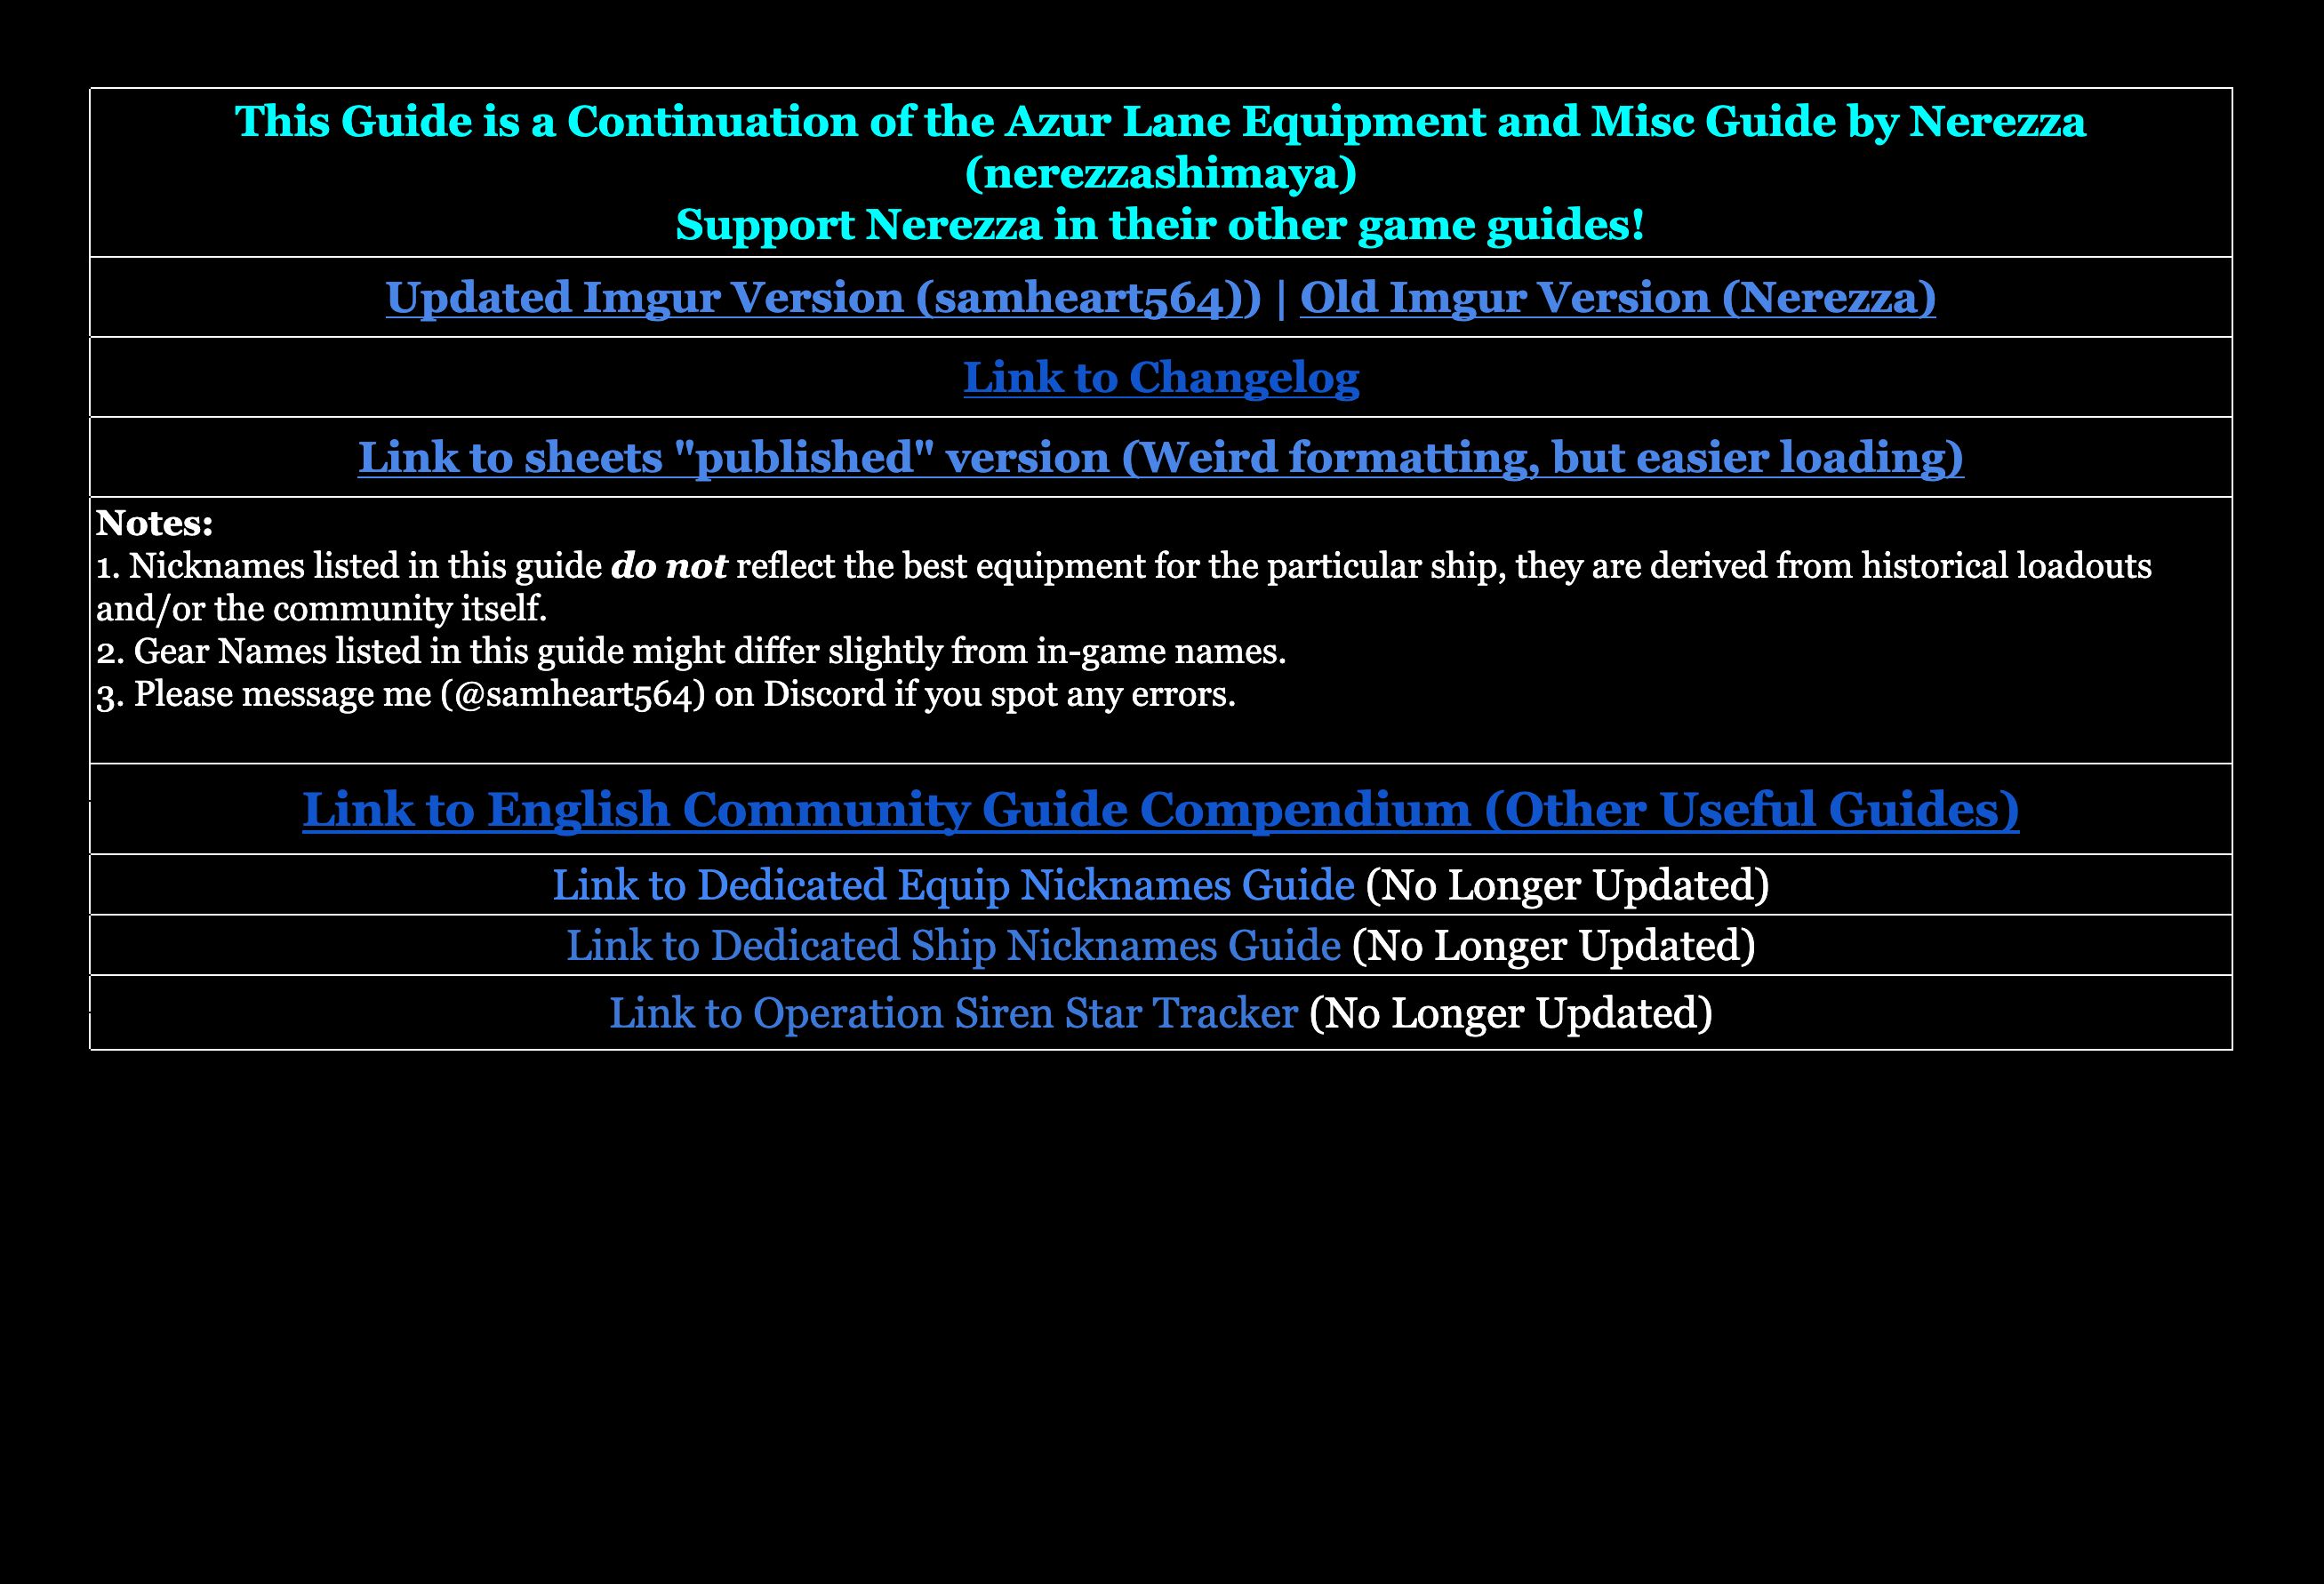 This Guide is a Continuation of the Azur Lane Equipment and Misc Guide by Nerezza
(nerezzashimaya)
Support Nerezza in their other game guides!
Updated Imgur Version (samheart564)) | Old Imgur Version (Nerezza)
Link to Changelog
Link to sheets "published" version (Weird formatting, but easier loading)
Notes:
1. Nicknames listed in this guide do not reflect the best equipment for the particular ship, they are derived from historical loadouts
and/or the community itself.
2. Gear Names listed in this guide might differ slightly from in-game names.
3. Please message me (@samheart564) on Discord if you spot any errors.
Link to English Community Guide Compendium (Other Useful Guides)
Link to Dedicated Equip Nicknames Guide (No Longer Updated)
Link to Dedicated Ship Nicknames Guide (No Longer Updated)
Link to Operation Siren Star Tracker (No Longer Updated)